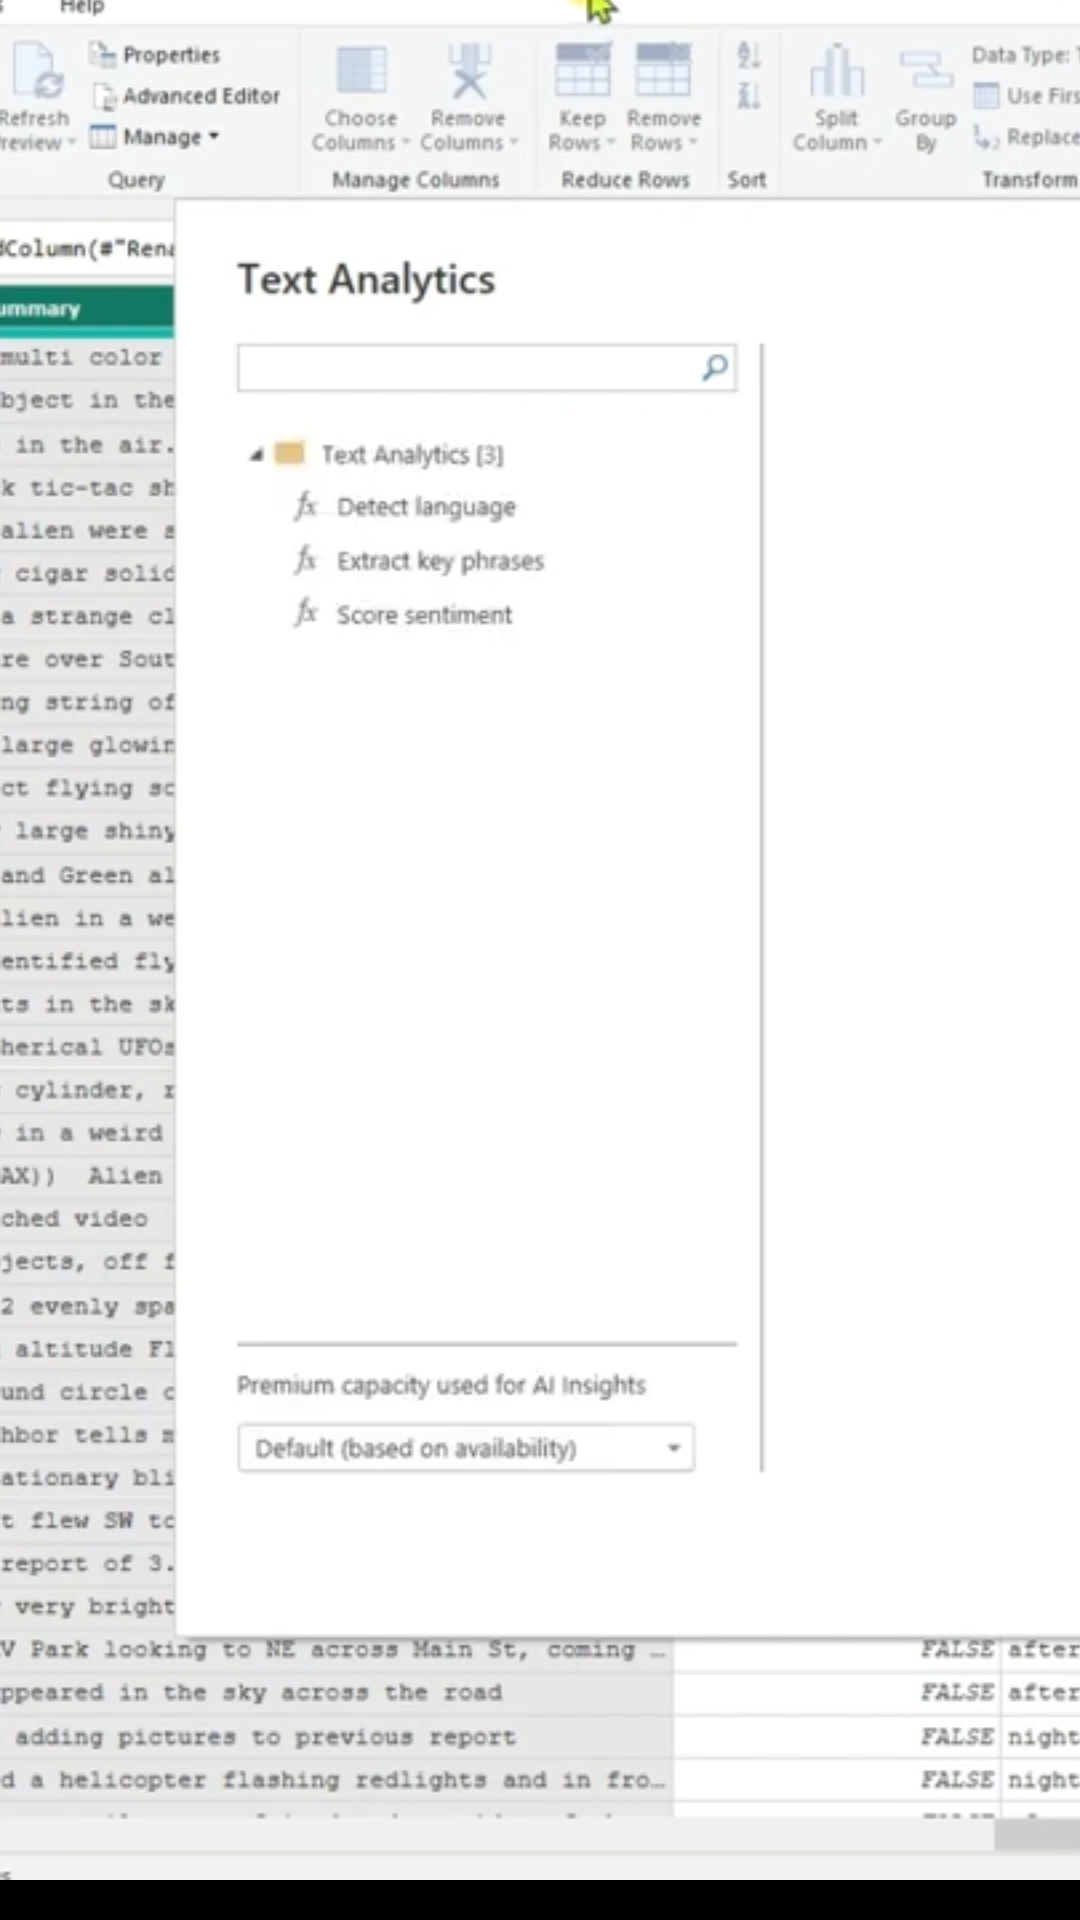 Help
Properties
Advanced Editor
Manage
Refresh
Preview
Query
Choose
Columns
Remove
Columns
Manage Columns
Keep
Rows
Remove
Rows
Reduce Rows
Sort
Split
Column
Group
By
Data Type:
Use Firs
Replace
Transform
dColumn(#"Rena
ummary
multi color
bject in the
in the air.
k tic-tac sh
alien were s
cigar solid
a strange cl
re over Sout
ng string of
large glowin
ct flying sc
large shiny
and Green al
lien in a we
entified fly
ts in the sk
herical UFOs
cylinder, r
in a weird
AX)) Alien
ched video
jects, off f
2 evenly spa
altitude Fl
und circle c
hbor tells m
ationary bli
t flew SW to
report of 3.
very bright
Text Analytics
Text Analytics [3]
fx Detect language
fx Extract key phrases
fx Score sentiment
Premium capacity used for AI Insights
Default (based on availability)
V Park looking to NE across Main St, coming … FALSE after
ppeared in the sky across the road FALSE after
adding pictures to previous report FALSE night
d a helicopter flashing redlights and in fro… FALSE night